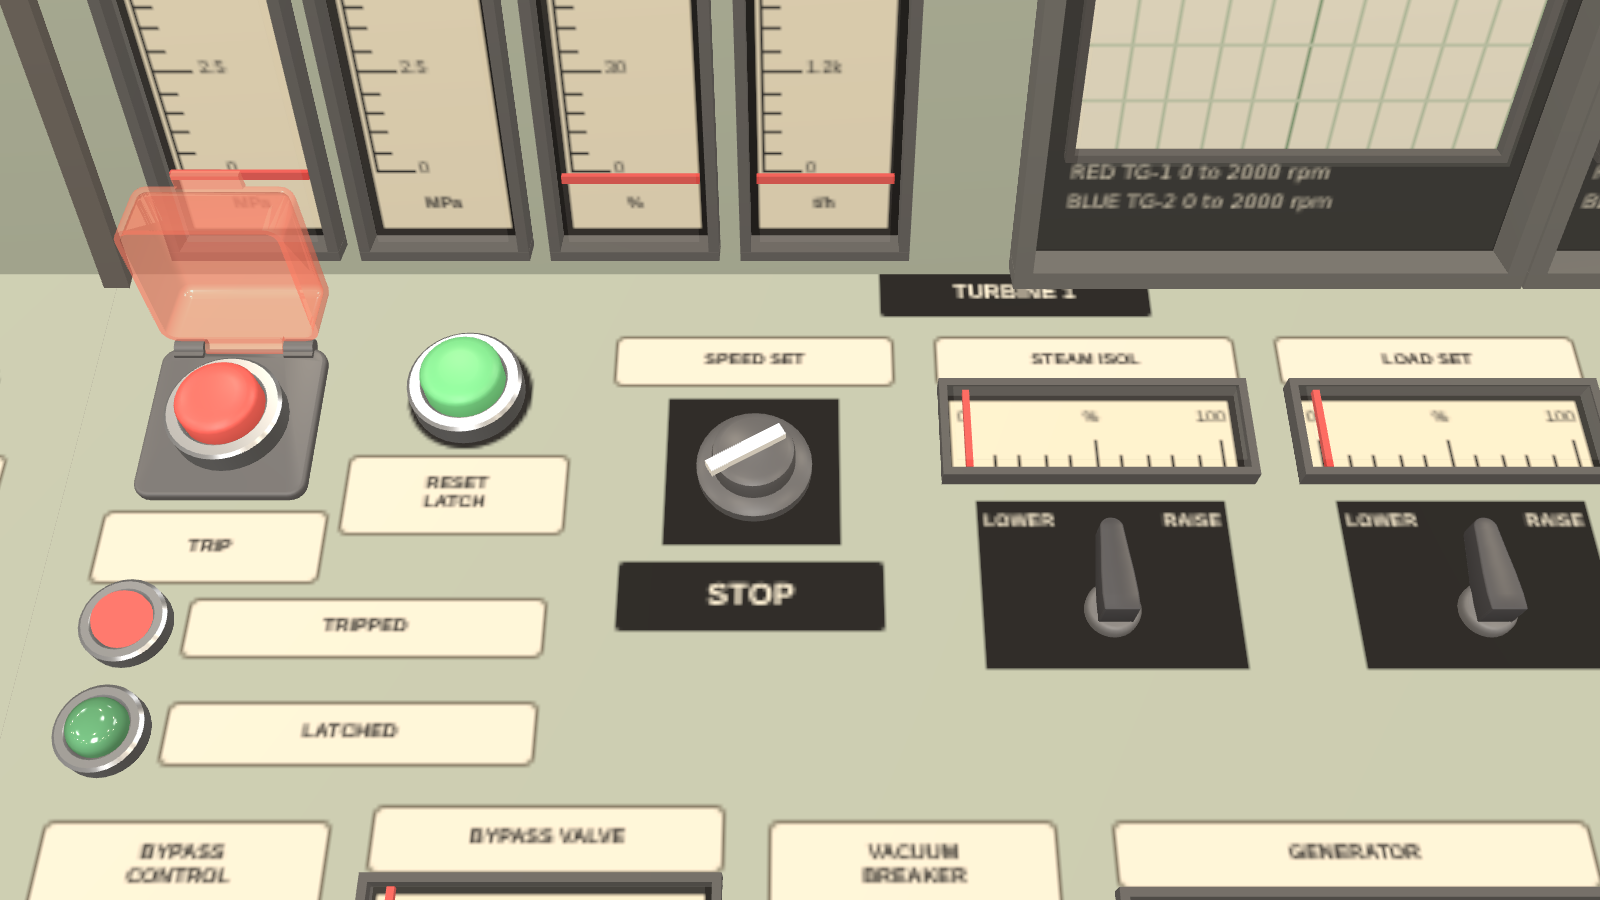 2.5
2.5
30
1.2k
0
0
0
0
MPa
MPa
%
t/h
RED TG-1 0 to 2000 rpm
BLUE TG-2 0 to 2000 rpm
TURBINE 1
SPEED SET
STEAM ISOL
LOAD SET
0 % 100
0 % 100
RESET
LATCH
LOWER RAISE
LOWER RAISE
TRIP
STOP
TRIPPED
LATCHED
BYPASS
CONTROL
BYPASS VALVE
VACUUM
BREAKER
GENERATOR